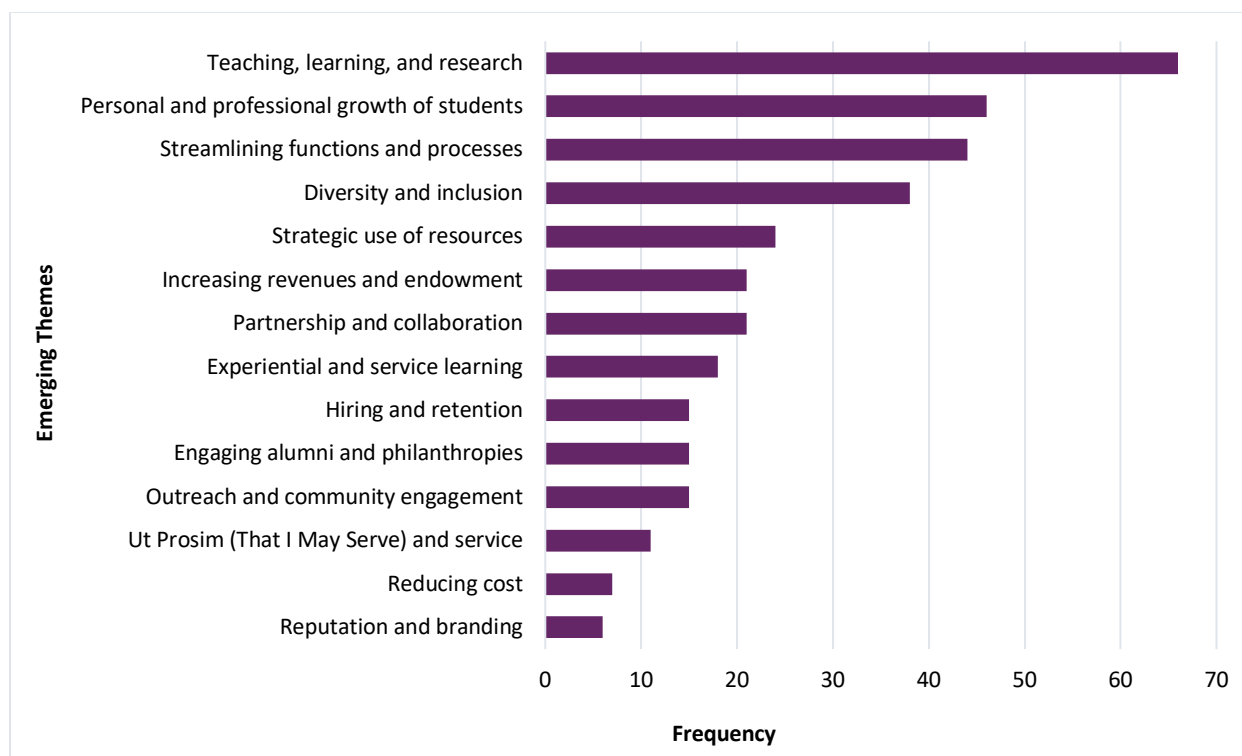 Teaching, learning, and research
Personal and professional growth of students
Streamlining functions and processes
Diversity and inclusion
Strategic use of resources
Increasing revenues and endowment
Partnership and collaboration
Experiential and service learning
Hiring and retention
Engaging alumni and philanthropies
Outreach and community engagement
Ut Prosim (That I May Serve) and service
Reducing cost
Reputation and branding
Emerging Themes
0 10 20 30 40 50 60 70
Frequency